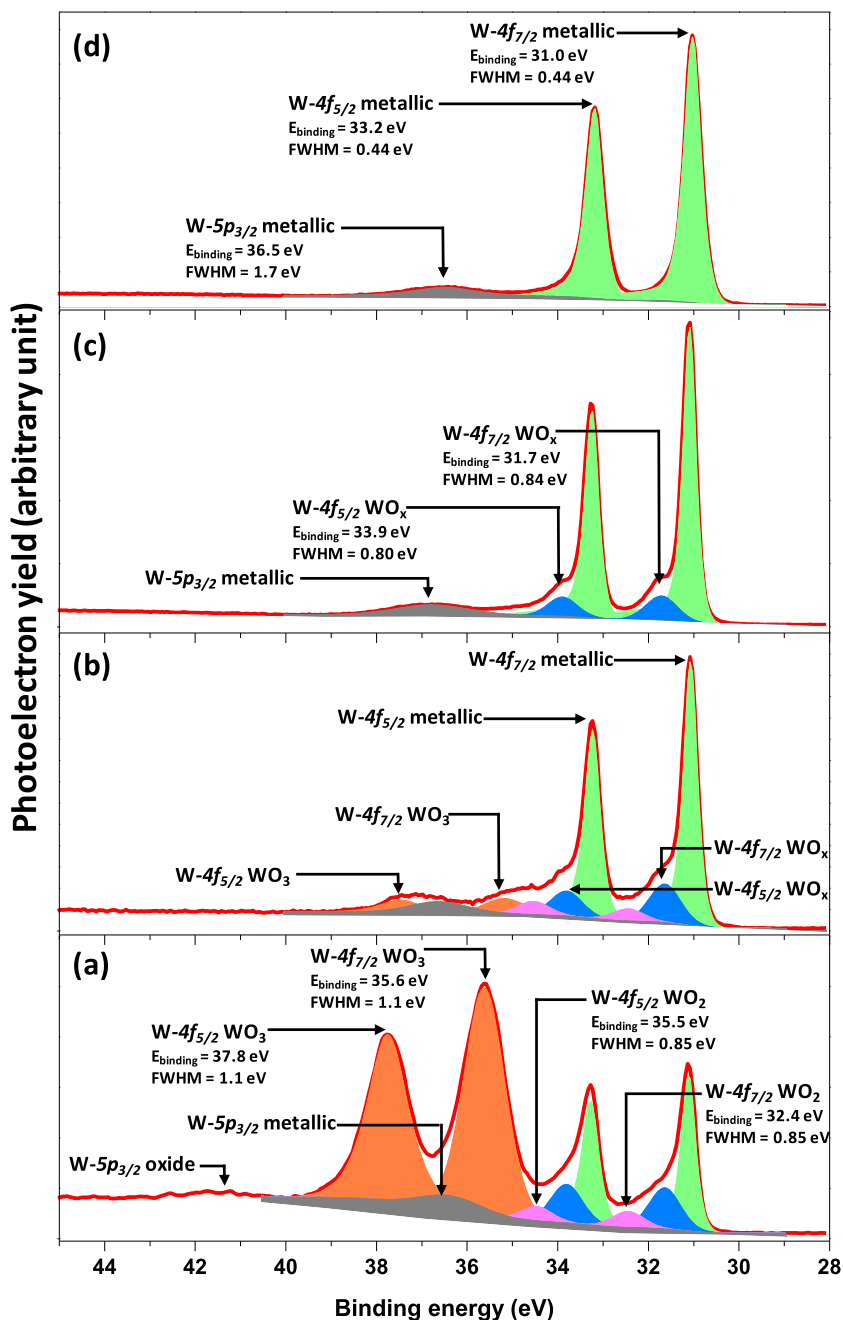 Photoelectron yield (arbitrary unit)
(d)
W-4f7/2 metallic
Ebinding = 31.0 eV
FWHM = 0.44 eV
W-4f5/2 metallic
Ebinding = 33.2 eV
FWHM = 0.44 eV
W-5p3/2 metallic
Ebinding = 36.5 eV
FWHM = 1.7 eV
(c)
W-4f7/2 WOx
Ebinding = 31.7 eV
FWHM = 0.84 eV
W-4f5/2 WOx
Ebinding = 33.9 eV
FWHM = 0.80 eV
W-5p3/2 metallic
(b)
W-4f7/2 metallic
W-4f5/2 metallic
W-4f7/2 WO3
W-4f5/2 WO3
W-4f7/2 WOx
W-4f5/2 WOx
(a)
W-4f7/2 WO3
Ebinding = 35.6 eV
FWHM = 1.1 eV
W-4f5/2 WO3
Ebinding = 37.8 eV
FWHM = 1.1 eV
W-5p3/2 metallic
W-5p3/2 oxide
W-4f5/2 WO2
Ebinding = 35.5 eV
FWHM = 0.85 eV
W-4f7/2 WO2
Ebinding = 32.4 eV
FWHM = 0.85 eV
44 42 40 38 36 34 32 30 28
Binding energy (eV)